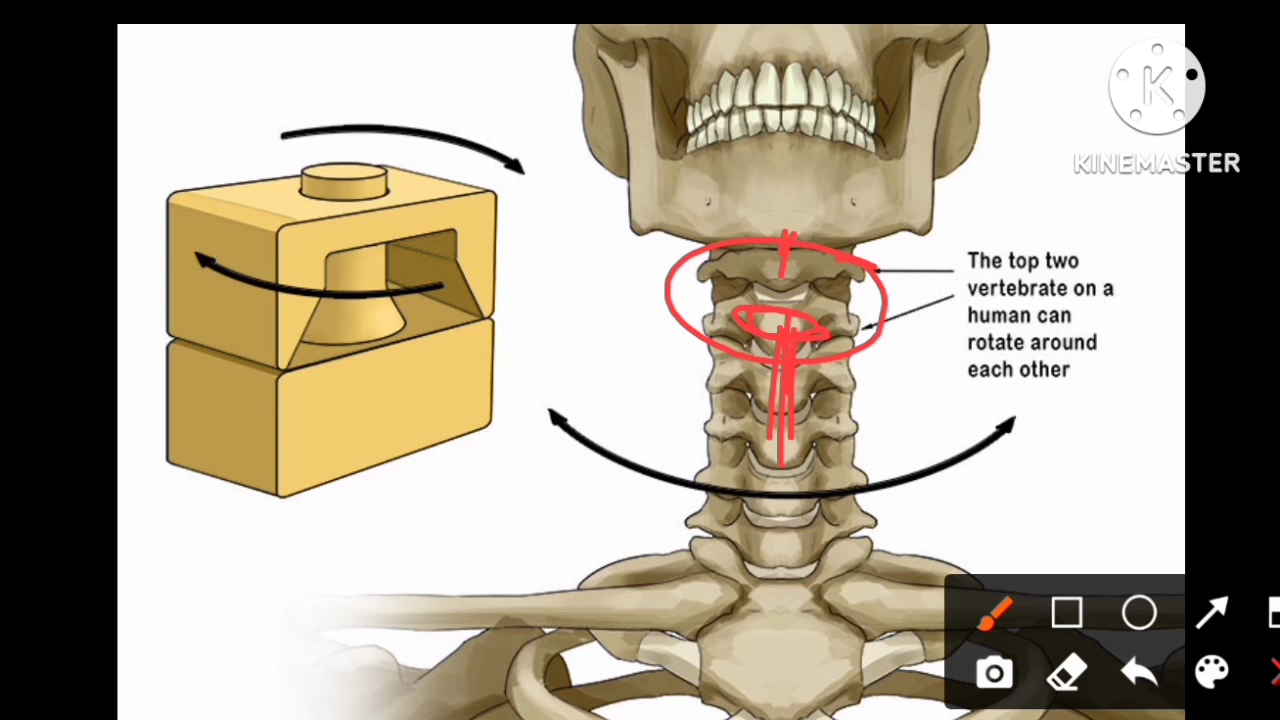 K
KINEMASTER
The top two
vertebrate on a
human can
rotate around
each other